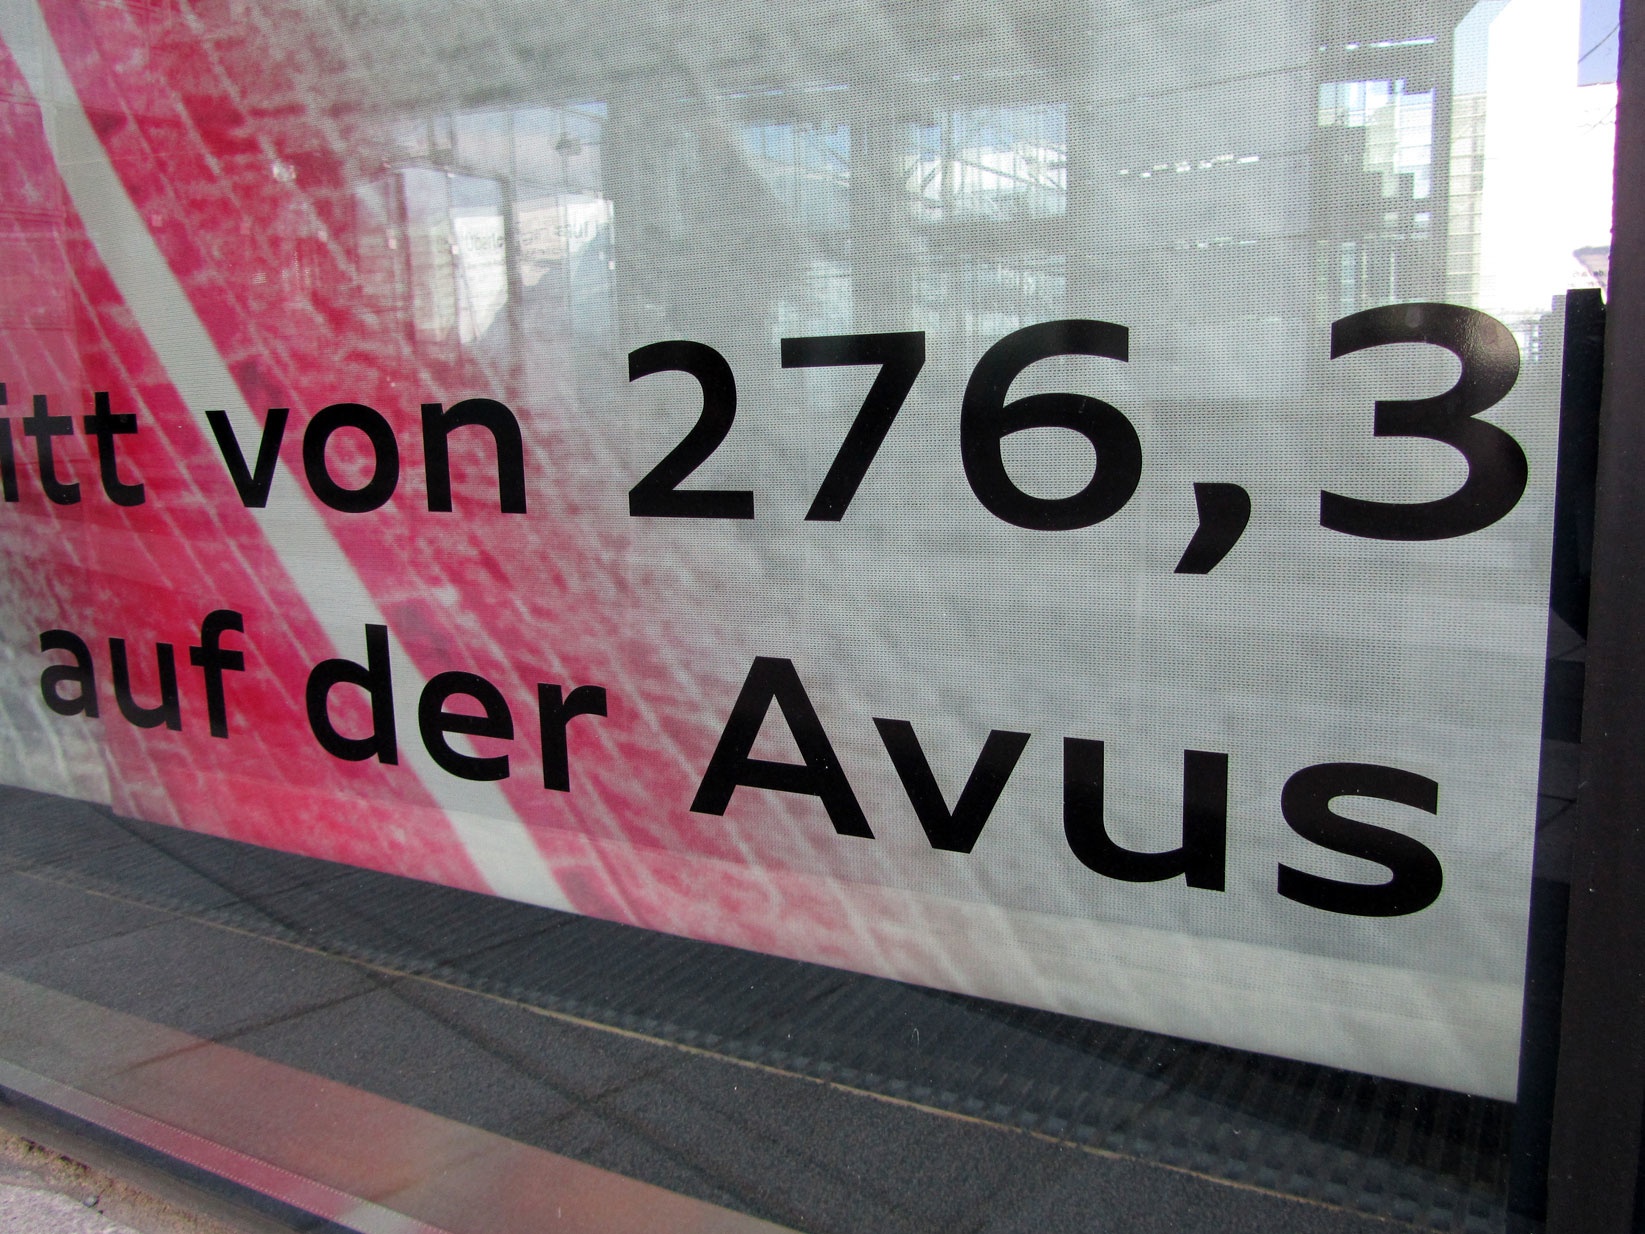 itt von 276,3
auf der Avus